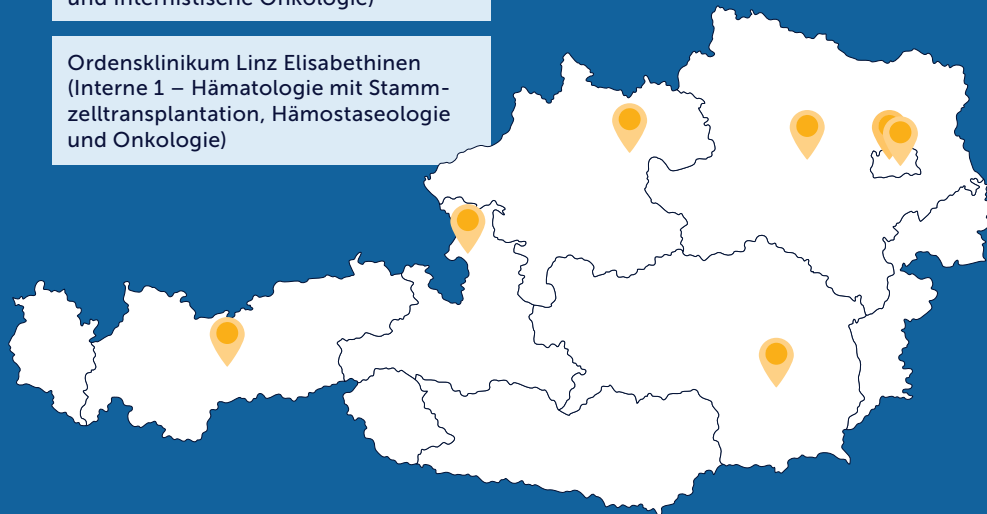 und Internistische Onkologie)
Ordensklinikum Linz Elisabethinen
(Interne 1 – Hämatologie mit Stamm-
zelltransplantation, Hämostaseologie
und Onkologie)